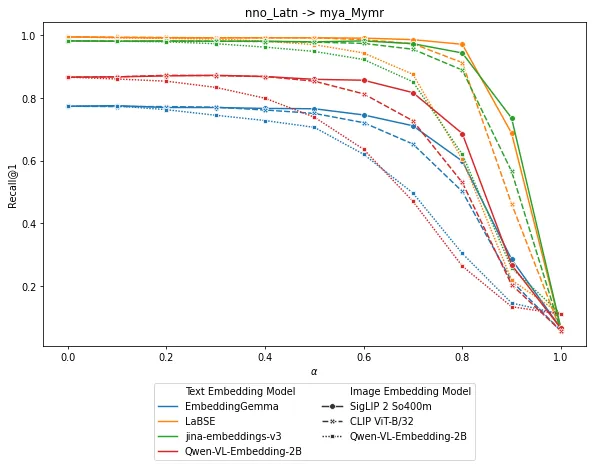 nno_Latn -> mya_Mymr
Recall@1
1.0
0.8
0.6
0.4
0.2
0.0 0.2 0.4 0.6 0.8 1.0
α
Text Embedding Model
EmbeddingGemma
LaBSE
jina-embeddings-v3
Qwen-VL-Embedding-2B
Image Embedding Model
SigLIP 2 So400m
CLIP ViT-B/32
Qwen-VL-Embedding-2B